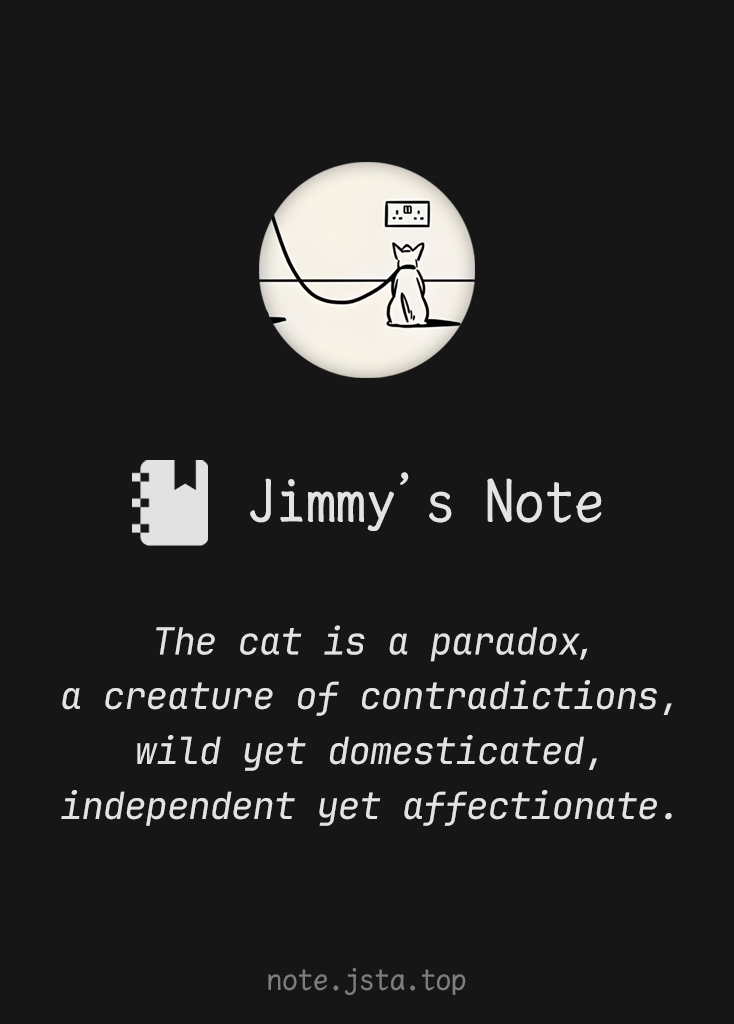 Jimmy’s Note
The cat is a paradox,
a creature of contradictions,
wild yet domesticated,
independent yet affectionate.
note.jsta.top